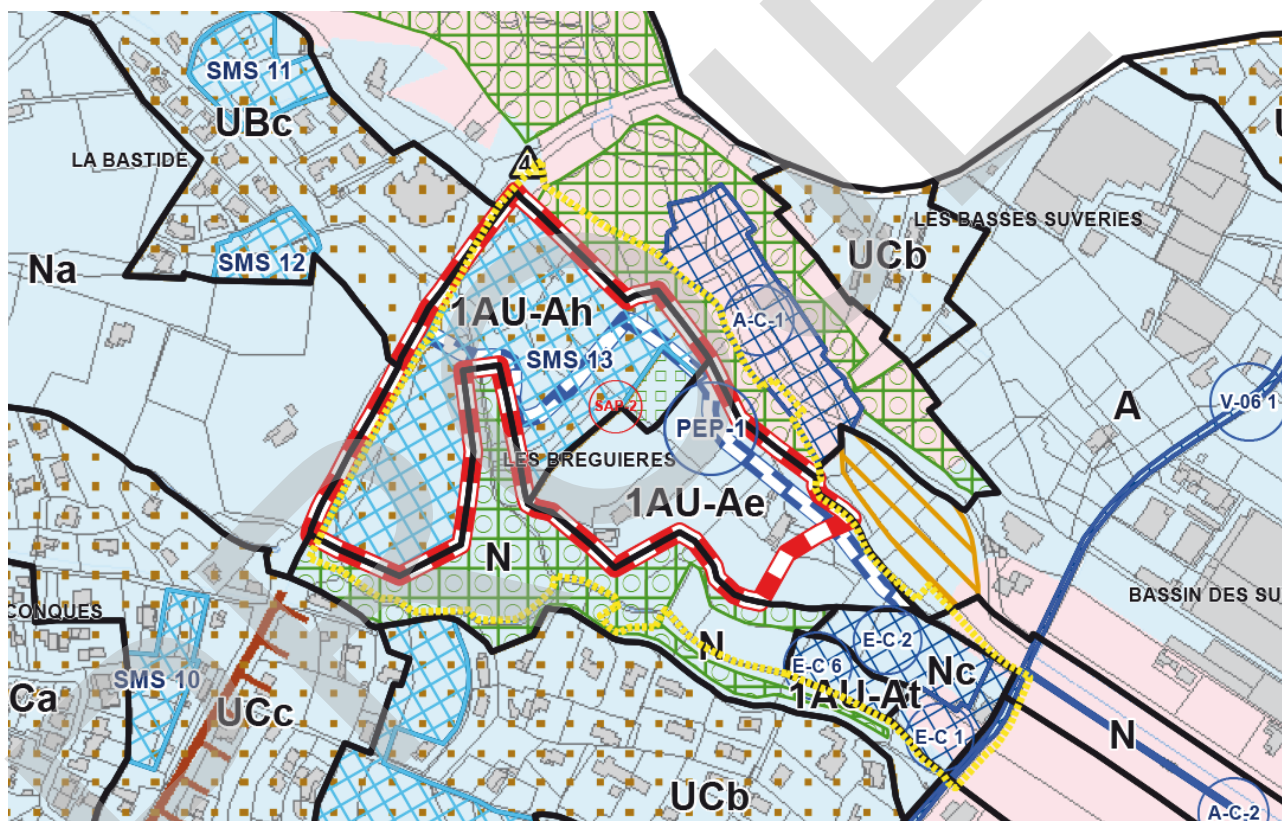 SMS 11
UBc
LA BASTIDE
4
LES BASSES SUVERIES
UCb
SMS 12
Na
1AU-Ah
A-C-1
SMS 13
SAP-2
A
V-06 1
PEP-1
LES BREGUIERES
1AU-Ae
N
BASSIN DES SU
CONQUES
E-C-2
N
E-C 6
Nc
SMS 10
Ca
1AU-At
UCc
E-C 1
N
UCb
A-C-2